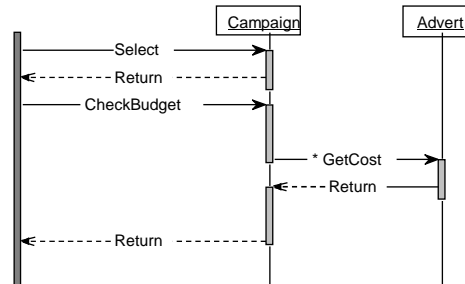 Campaign
Advert
Select
Return
CheckBudget
* GetCost
Return
Return